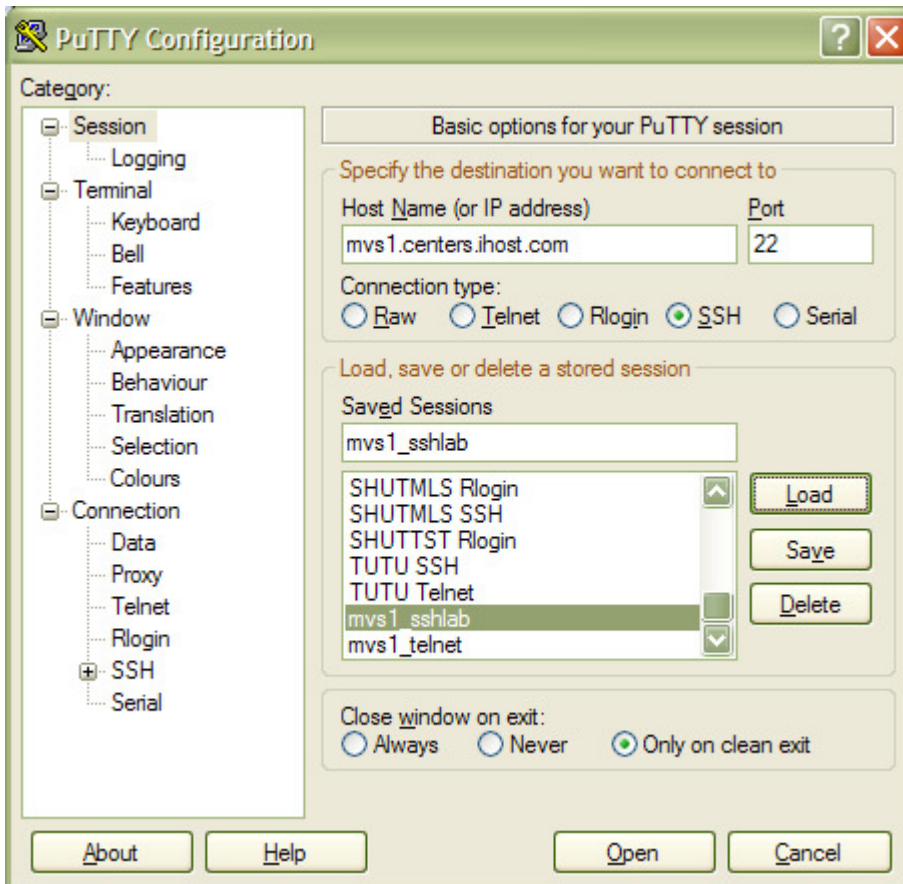 PuTTY Configuration
Category:
Session
Logging
Terminal
Keyboard
Bell
Features
Window
Appearance
Behaviour
Translation
Selection
Colours
Connection
Data
Proxy
Telnet
Rlogin
SSH
Serial
Basic options for your PuTTY session
Specify the destination you want to connect to
Host Name (or IP address) Port
mvs1.centers.ihost.com 22
Connection type:
Raw Telnet Rlogin SSH Serial
Load, save or delete a stored session
Saved Sessions
mvs1_sshlab
SHUTMLS Rlogin
SHUTMLS SSH
SHUTTST Rlogin
TUTU SSH
TUTU Telnet
mvs1_sshlab
mvs1_telnet
Load
Save
Delete
Close window on exit:
Always Never Only on clean exit
About Help Open Cancel